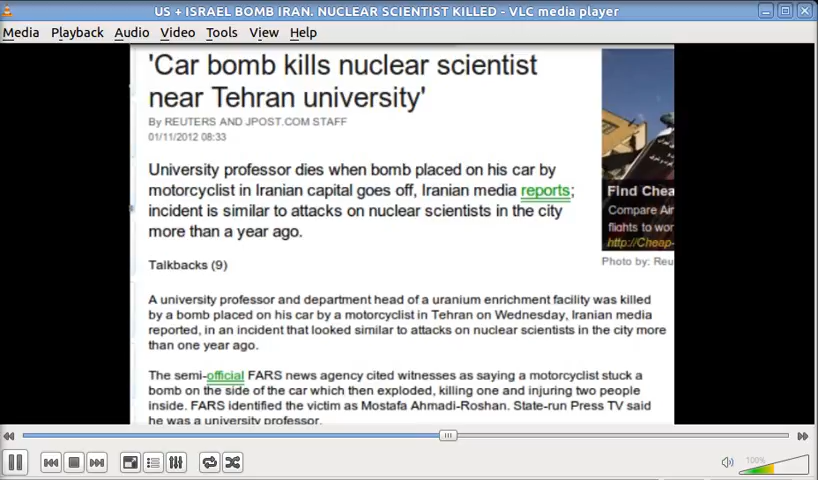 US + ISRAEL BOMB IRAN. NUCLEAR SCIENTIST KILLED - VLC media player
Media Playback Audio Video Tools View Help
'Car bomb kills nuclear scientist
near Tehran university'
By REUTERS AND JPOST.COM STAFF
01/11/2012 08:33
University professor dies when bomb placed on his car by
motorcyclist in Iranian capital goes off, Iranian media reports;
incident is similar to attacks on nuclear scientists in the city
more than a year ago.
Talkbacks (9)
Find Chea
Compare Air
flights to wor
http://Cheap-
Photo by: Reu
A university professor and department head of a uranium enrichment facility was killed
by a bomb placed on his car by a motorcyclist in Tehran on Wednesday, Iranian media
reported, in an incident that looked similar to attacks on nuclear scientists in the city more
than one year ago.
The semi-official FARS news agency cited witnesses as saying a motorcyclist stuck a
bomb on the side of the car which then exploded, killing one and injuring two people
inside. FARS identified the victim as Mostafa Ahmadi-Roshan. State-run Press TV said
he was a university professor.
100%